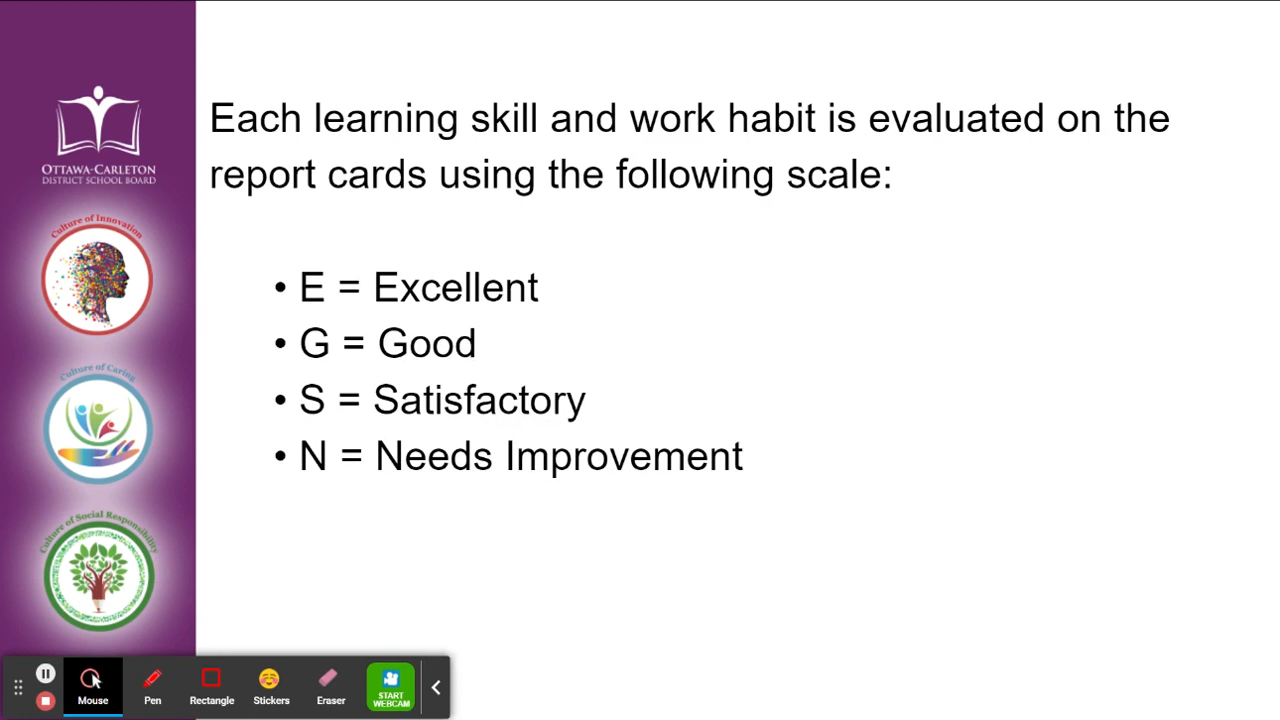 Each learning skill and work habit is evaluated on the
report cards using the following scale:
• E = Excellent
• G = Good
• S = Satisfactory
• N = Needs Improvement
OTTAWA-CARLETON
DISTRICT SCHOOL BOARD
Culture of Innovation
Culture of Caring
Culture of Social Responsibility
Mouse
Pen
Rectangle
Stickers
Eraser
START
WEBCAM